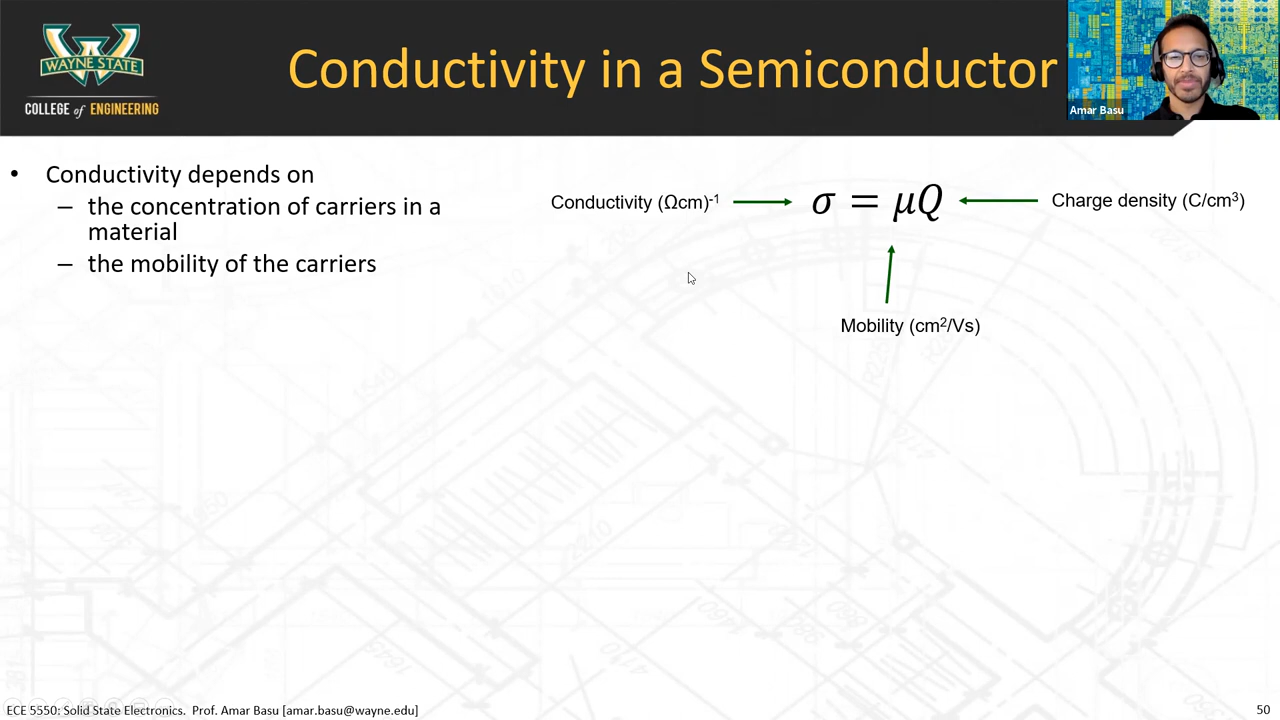 WAYNE STATE
COLLEGE of ENGINEERING
Conductivity in a Semiconductor
Amar Basu
• Conductivity depends on
– the concentration of carriers in a
material
– the mobility of the carriers
Conductivity (Ωcm)⁻¹
σ = μQ
Charge density (C/cm³)
Mobility (cm²/Vs)
ECE 5550: Solid State Electronics. Prof. Amar Basu [amar.basu@wayne.edu]
50